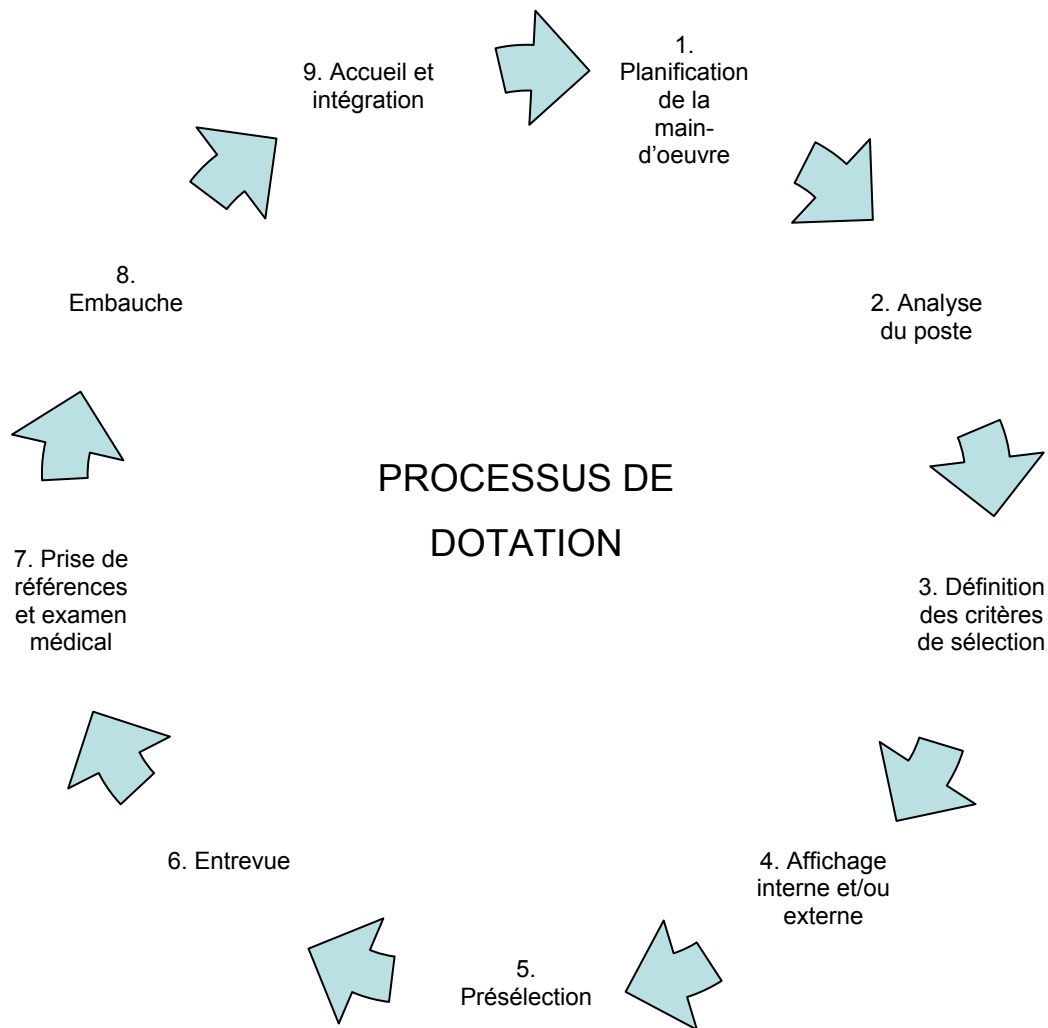 1.
Planification
de la
main-
d'oeuvre
2. Analyse
du poste
3. Définition
des critères
de sélection
4. Affichage
interne et/ou
externe
5.
Présélection
6. Entrevue
7. Prise de
références
et examen
médical
8.
Embauche
9. Accueil et
intégration
PROCESSUS DE
DOTATION